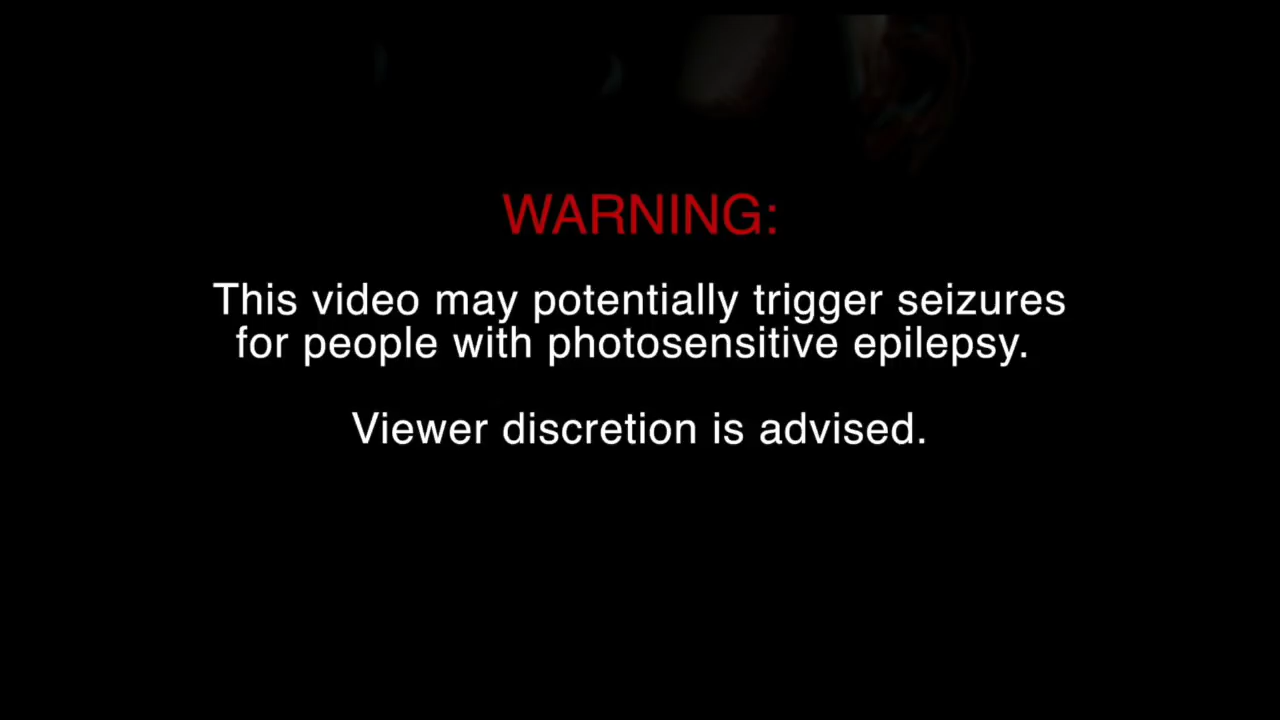 WARNING:
This video may potentially trigger seizures
for people with photosensitive epilepsy.
Viewer discretion is advised.